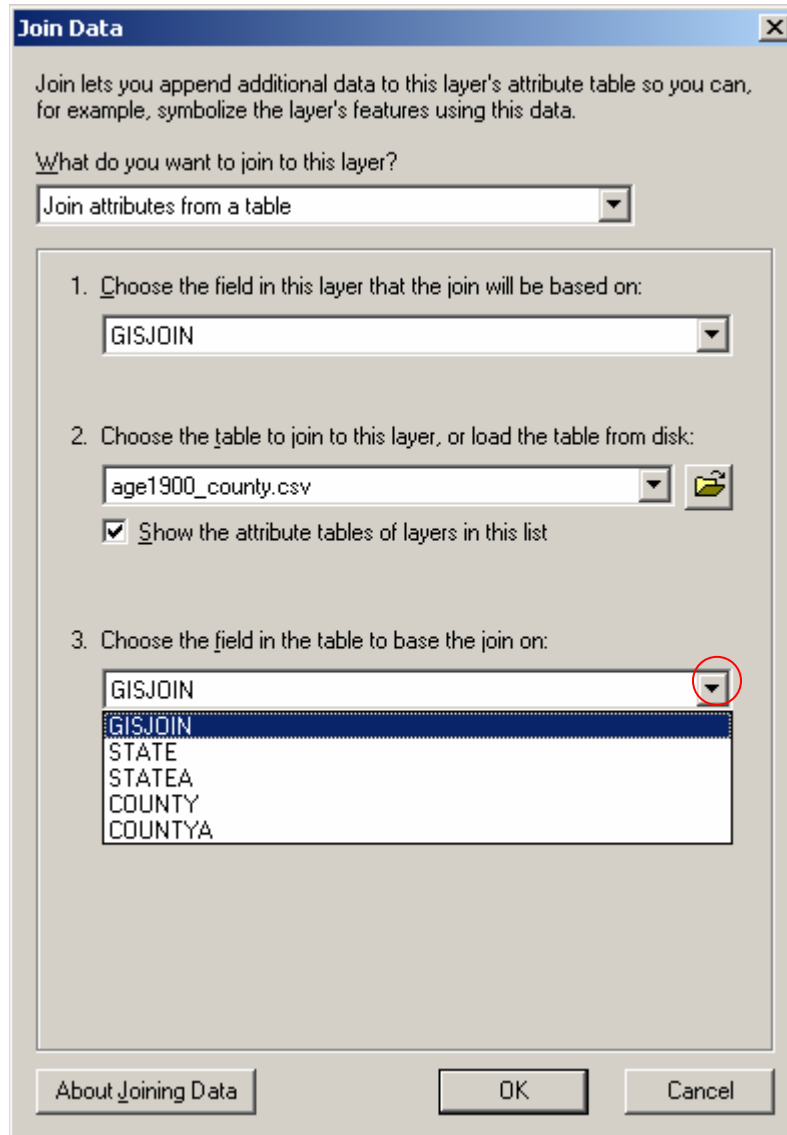 Join Data
Join lets you append additional data to this layer's attribute table so you can,
for example, symbolize the layer's features using this data.
What do you want to join to this layer?
Join attributes from a table
1. Choose the field in this layer that the join will be based on:
GISJOIN
2. Choose the table to join to this layer, or load the table from disk:
age1900_county.csv
Show the attribute tables of layers in this list
3. Choose the field in the table to base the join on:
GISJOIN
GISJOIN
STATE
STATEA
COUNTY
COUNTYA
About Joining Data OK Cancel